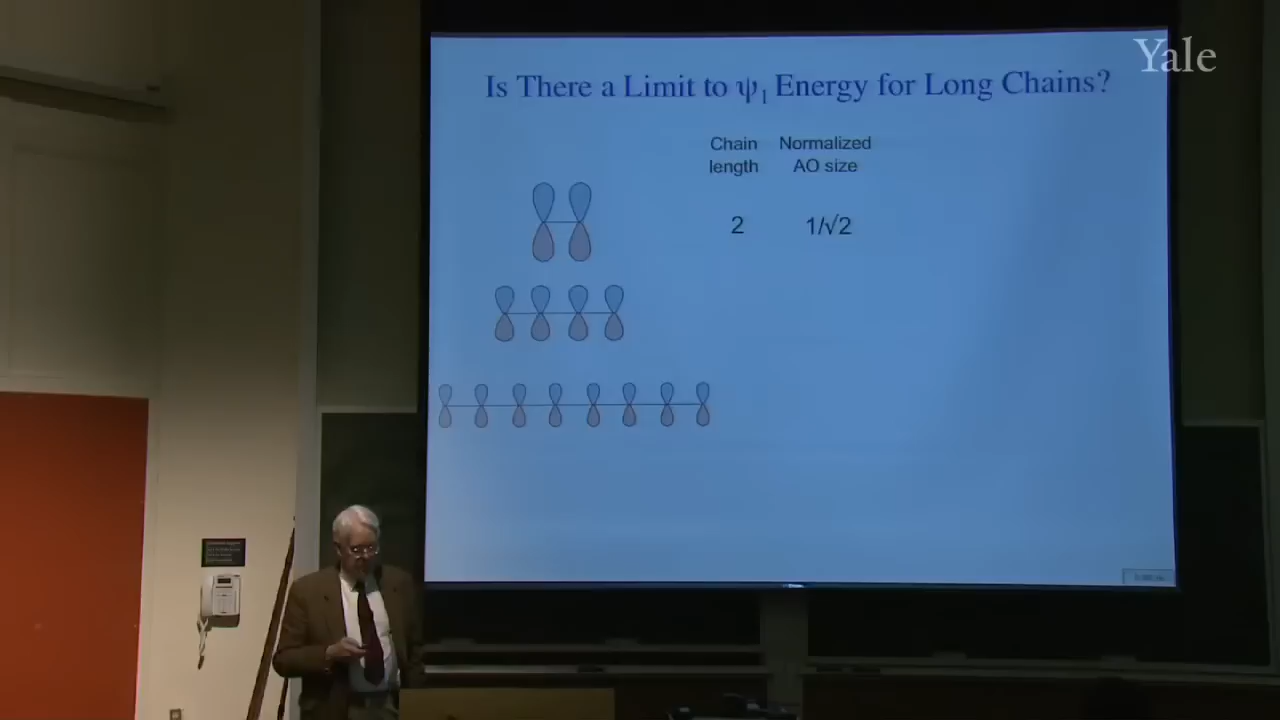 Yale
Is There a Limit to ψ1 Energy for Long Chains?
Chain Normalized
length AO size
2 1/√2